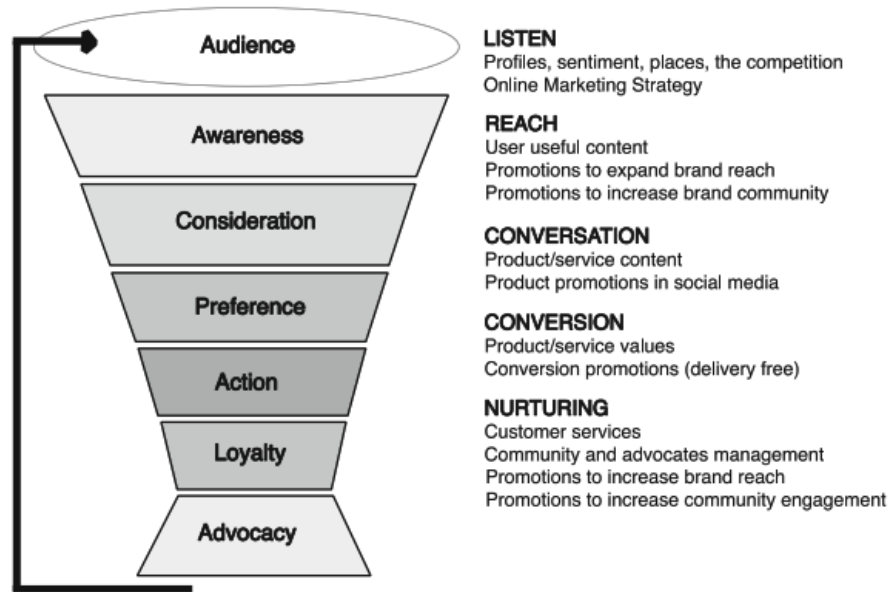 Audience
Awareness
Consideration
Preference
Action
Loyalty
Advocacy
LISTEN
Profiles, sentiment, places, the competition
Online Marketing Strategy
REACH
User useful content
Promotions to expand brand reach
Promotions to increase brand community
CONVERSATION
Product/service content
Product promotions in social media
CONVERSION
Product/service values
Conversion promotions (delivery free)
NURTURING
Customer services
Community and advocates management
Promotions to increase brand reach
Promotions to increase community engagement